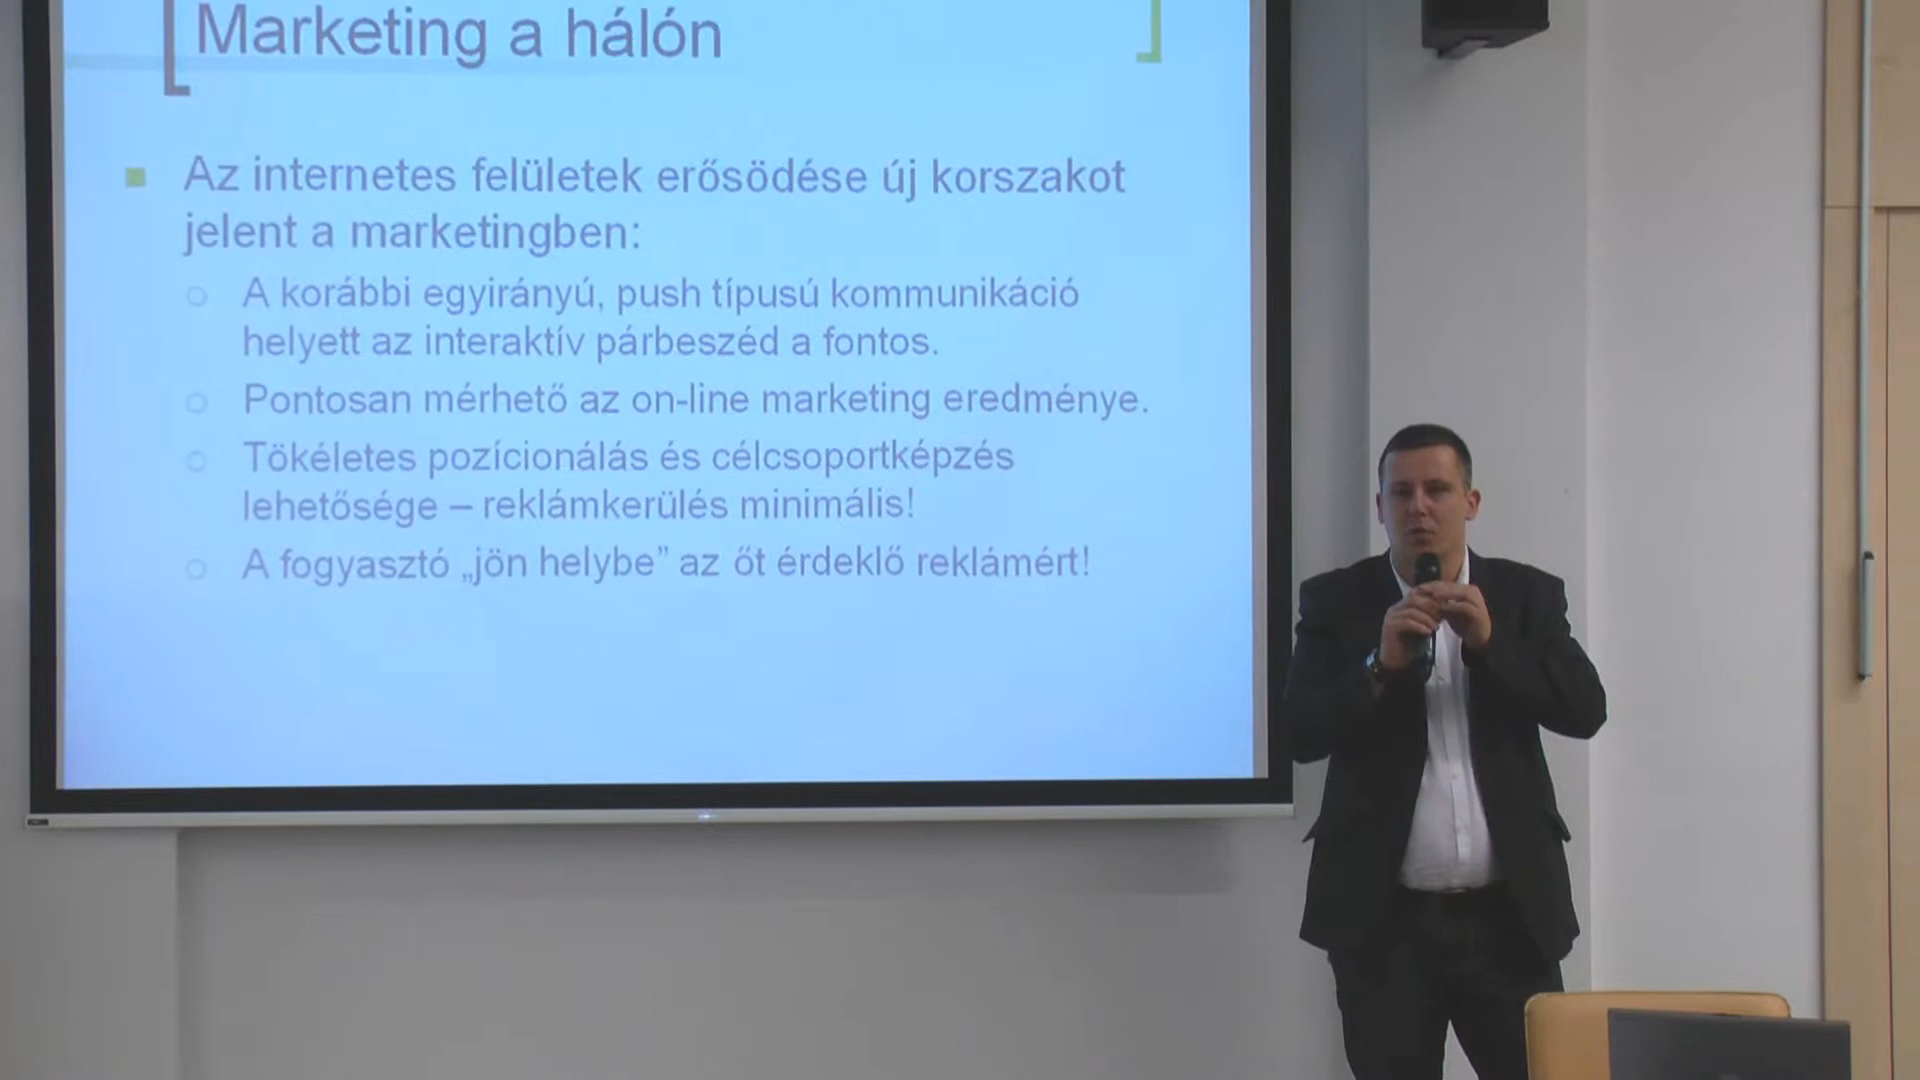 Marketing a hálón
Az internetes felületek erősödése új korszakot
jelent a marketingben:
A korábbi egyirányú, push típusú kommunikáció
helyett az interaktív párbeszéd a fontos.
Pontosan mérhető az on-line marketing eredménye.
Tökéletes pozícionálás és célcsoportképzés
lehetősége – reklámkerülés minimális!
A fogyasztó „jön helybe” az őt érdeklő reklámért!